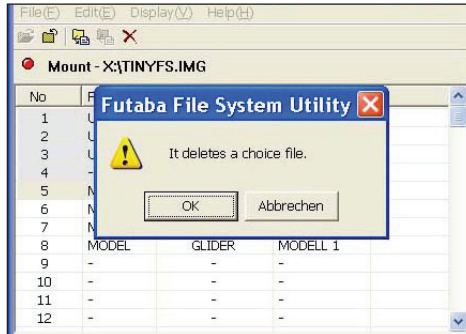 File(F) Edit(E) Display(V) Help(H)
Mount - X:\TINYFS.IMG
No F
Futaba File System Utility
1 U
2 U
It deletes a choice file.
3 U
4 -
5 M
OK Abbrechen
6 M
7 M
8 MODEL GLIDER MODELL 1
9 - - -
10 - - -
11 - - -
12 - - -